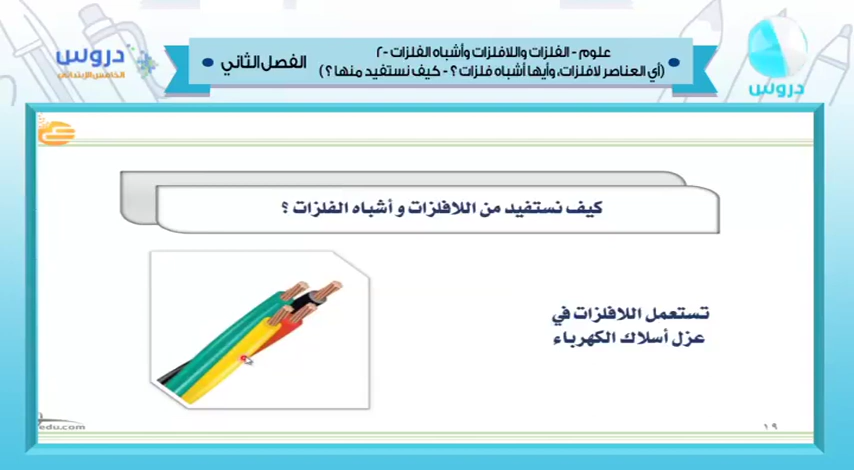 دروس
الخامس الإبتدائي
علوم - الفلزات واللافلزات وأشباه الفلزات -٢
(أي العناصر لافلزات، وأيها أشباه فلزات ؟ - كيف نستفيد منها ؟)
الفصل الثاني
دروس
كيف نستفيد من اللافلزات و أشباه الفلزات ؟
تستعمل اللافلزات في
عزل أسلاك الكهرباء
edu.com
١٩